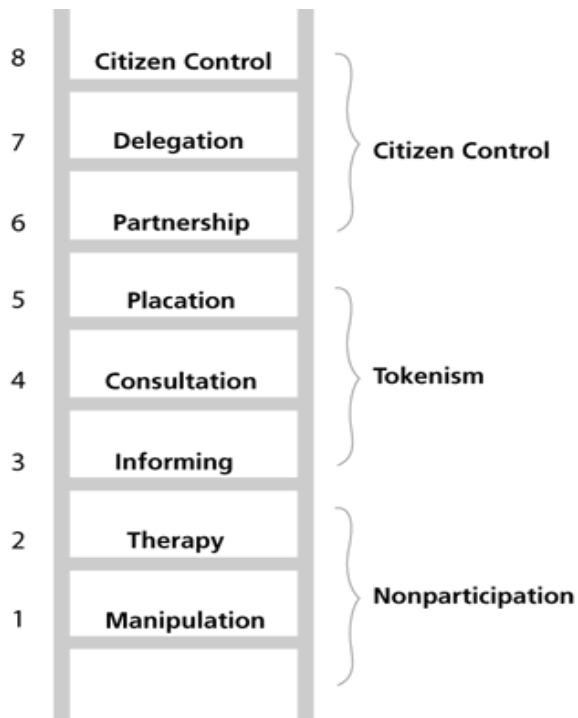 8 Citizen Control
7 Delegation
Citizen Control
6 Partnership
5 Placation
4 Consultation
Tokenism
3 Informing
2 Therapy
Nonparticipation
1 Manipulation